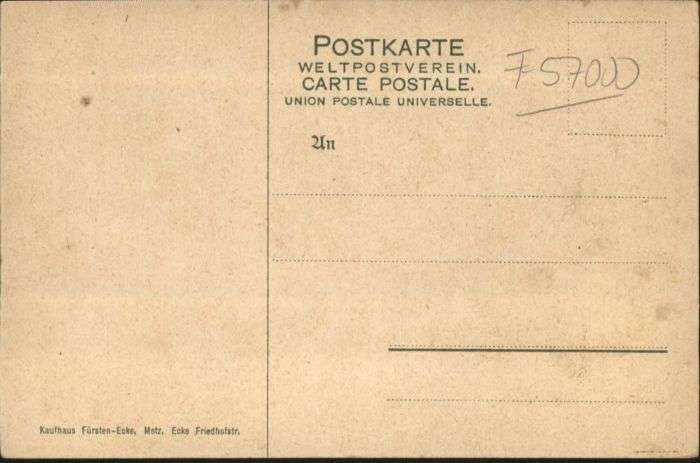 POSTKARTE
WELTPOSTVEREIN.
CARTE POSTALE.
UNION POSTALE UNIVERSELLE.
F 57000
An
Kaufhaus Fürsten-Ecke, Metz, Ecke Friedhofstr.